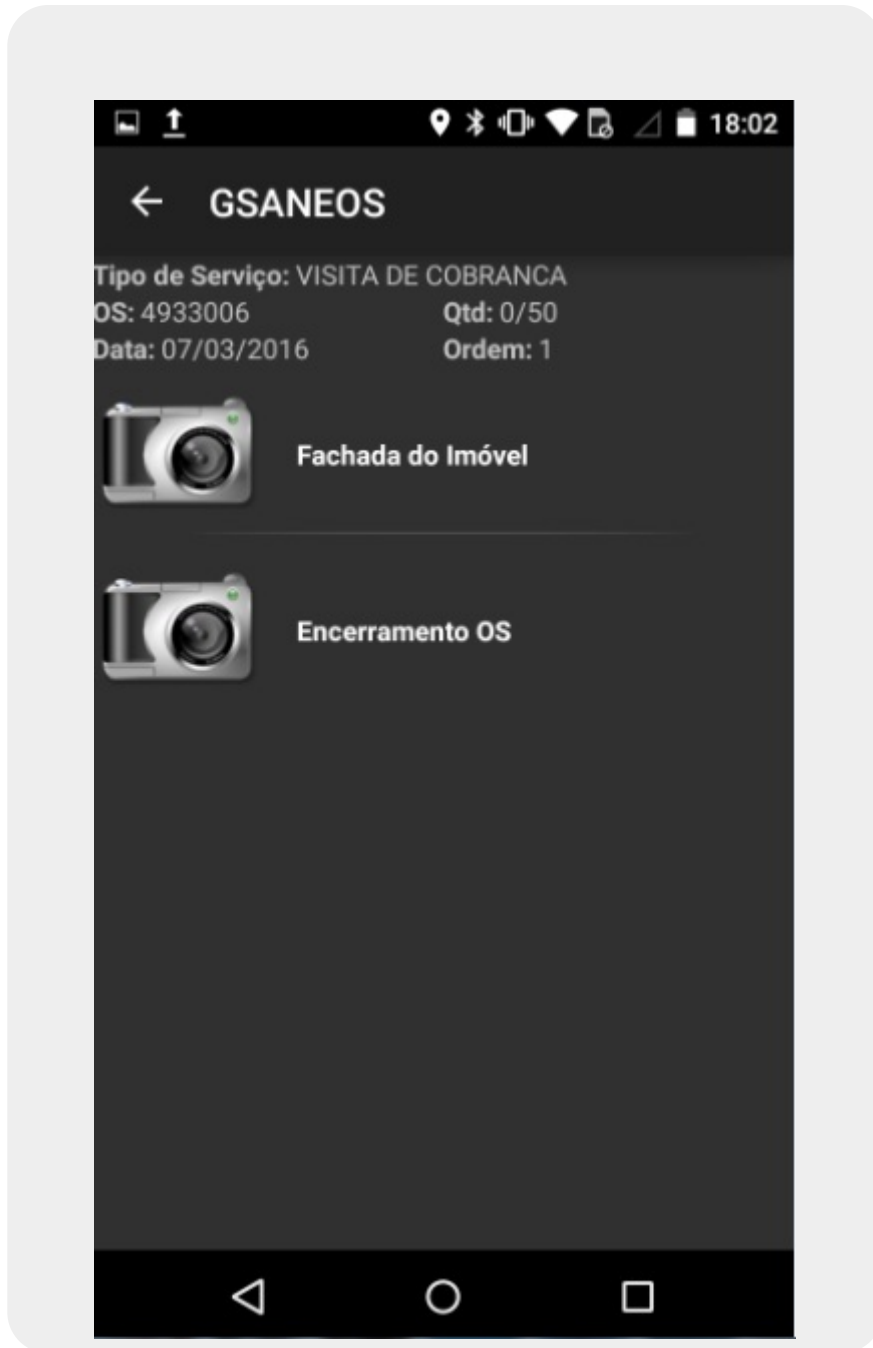 18:02
GSANEOS
Tipo de Serviço: VISITA DE COBRANCA
OS: 4933006 Qtd: 0/50
Data: 07/03/2016 Ordem: 1
Fachada do Imóvel
Encerramento OS